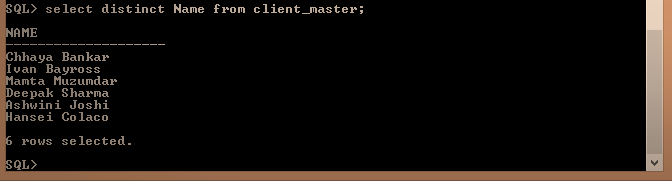 SQL> select distinct Name from client_master;
NAME
--------------------
Chhaya Bankar
Ivan Bayross
Mamta Muzumdar
Deepak Sharma
Ashwini Joshi
Hansei Colaco
6 rows selected.
SQL>